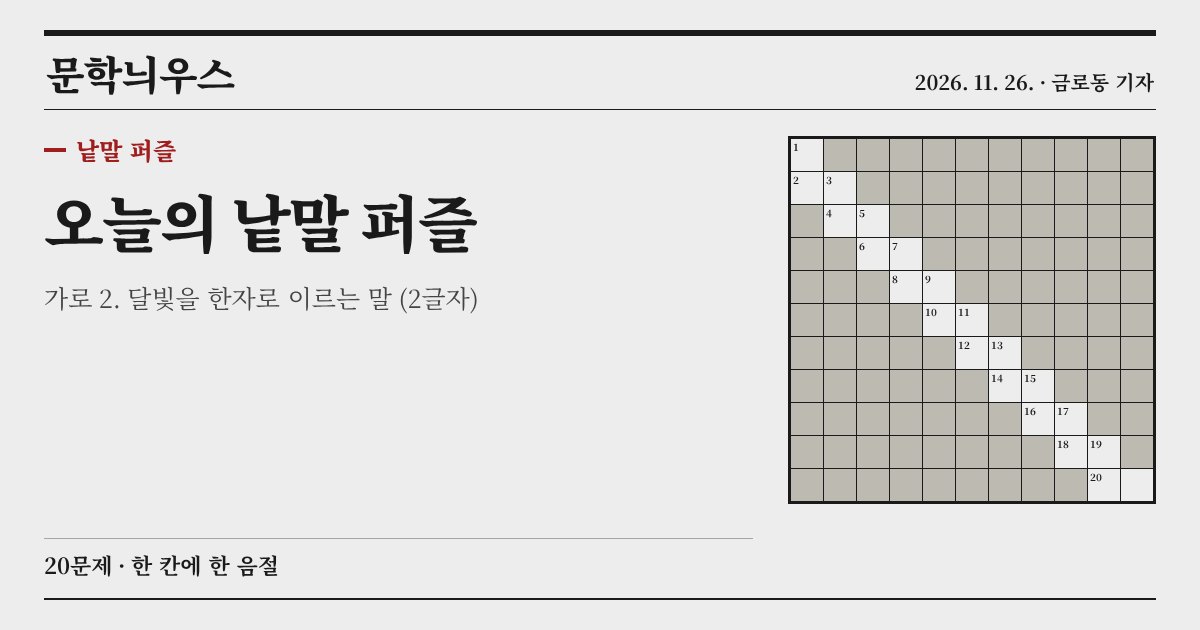 문학늬우스
2026. 11. 26. · 금로동 기자
낱말 퍼즐
오늘의 낱말 퍼즐
가로 2. 달빛을 한자로 이르는 말 (2글자)
1
2 3
4 5
6 7
8 9
10 11
12 13
14 15
16 17
18 19
20
20문제 · 한 칸에 한 음절